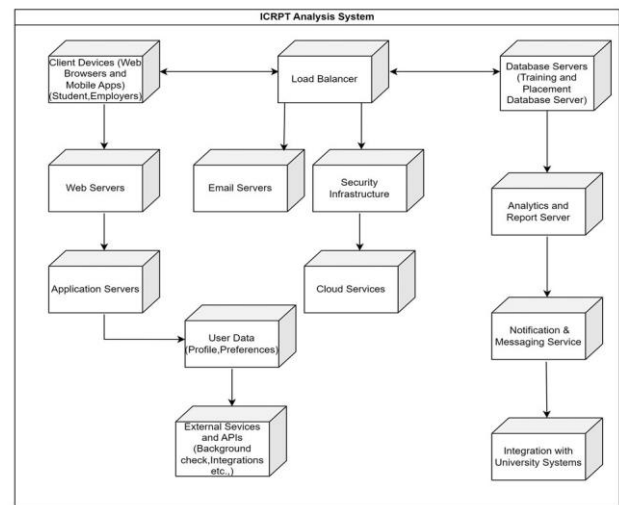 ICRPT Analysis System
Client Devices (Web
Browsers and
Mobile Apps)
(Student,Employers)
Load Balancer
Database Servers
(Training and
Placement
Database Server)
Web Servers
Email Servers
Security
Infrastructure
Analytics and
Report Server
Application Servers
Cloud Services
User Data
(Profile,Preferences)
Notification &
Messaging Service
External Sevices
and APIs
(Background
check,Integrations
etc.,)
Integration with
University Systems